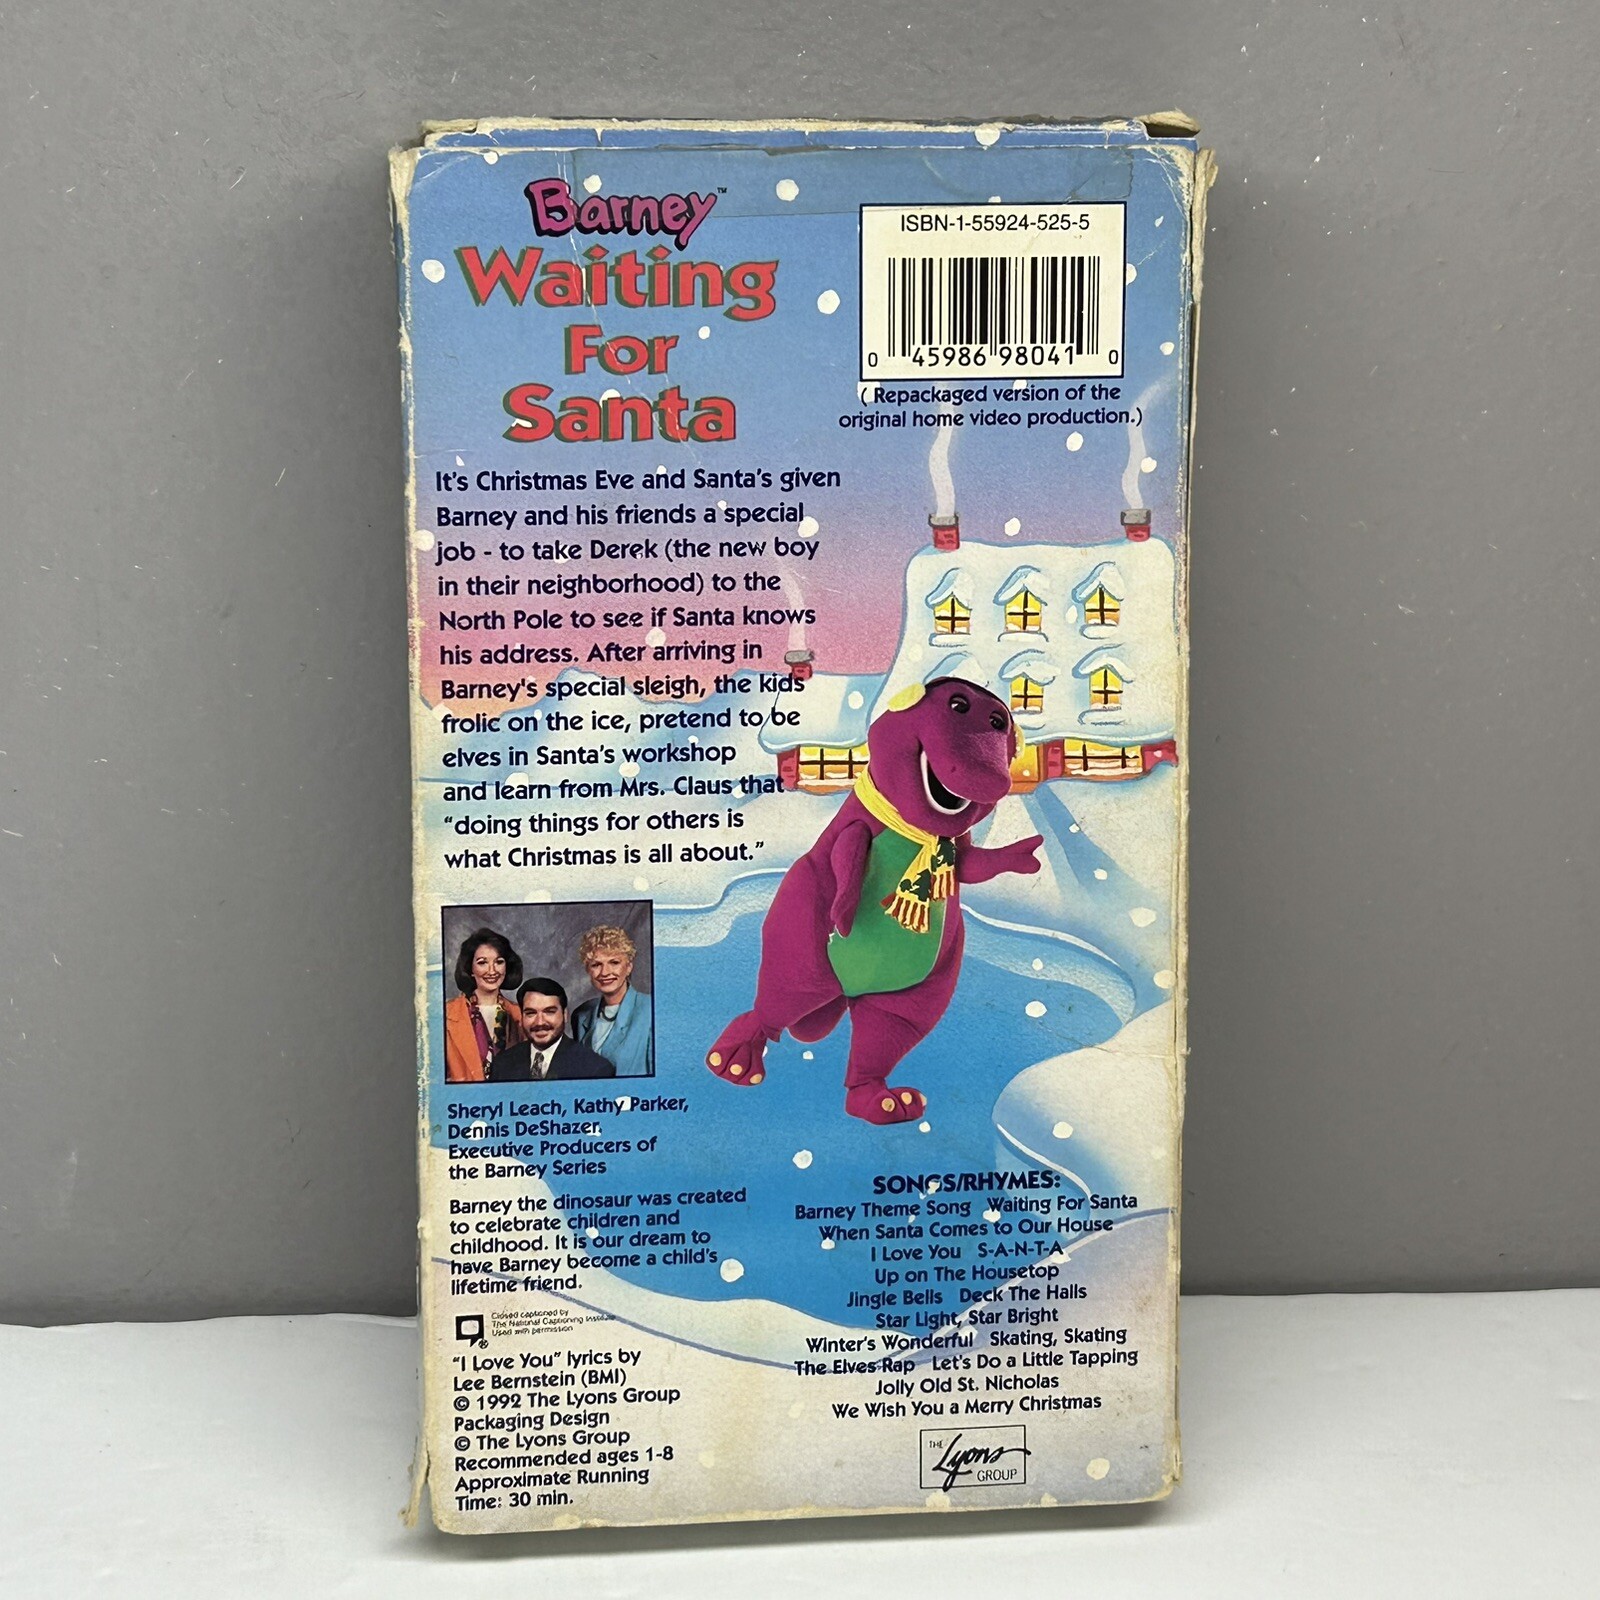 Barney™
Waiting
For
Santa
ISBN-1-55924-525-5
0 45986 98041 0
( Repackaged version of the
original home video production.)
It's Christmas Eve and Santa's given
Barney and his friends a special
job - to take Derek (the new boy
in their neighborhood) to the
North Pole to see if Santa knows
his address. After arriving in
Barney's special sleigh, the kids
frolic on the ice, pretend to be
elves in Santa's workshop
and learn from Mrs. Claus that
“doing things for others is
what Christmas is all about.”
Sheryl Leach, Kathy Parker,
Dennis DeShazer,
Executive Producers of
the Barney Series
Barney the dinosaur was created
to celebrate children and
childhood. It is our dream to
have Barney become a child's
lifetime friend.
Closed captioned by
The National Captioning Institute
Used with permission
®
“I Love You” lyrics by
Lee Bernstein (BMI)
© 1992 The Lyons Group
Packaging Design
© The Lyons Group
Recommended ages 1-8
Approximate Running
Time: 30 min.
SONGS/RHYMES:
Barney Theme Song Waiting For Santa
When Santa Comes to Our House
I Love You S-A-N-T-A
Up on The Housetop
Jingle Bells Deck The Halls
Star Light, Star Bright
Winter's Wonderful Skating, Skating
The Elves Rap Let's Do a Little Tapping
Jolly Old St. Nicholas
We Wish You a Merry Christmas
THE
Lyons
GROUP